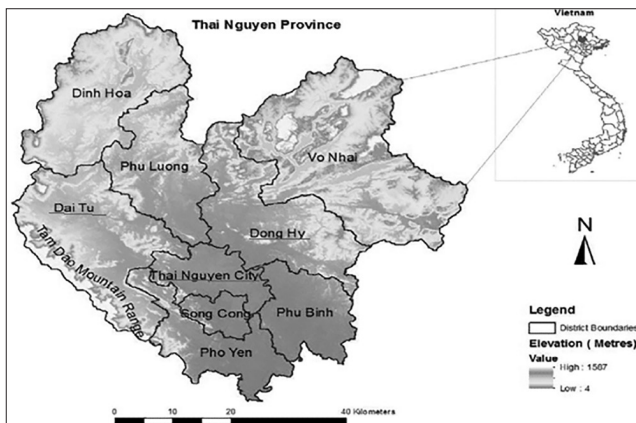 Thai Nguyen Province
Vietnam
Dinh Hoa
Phu Luong
Vo Nhai
Dai Tu
Dong Hy
Tam Dao Mountain Range
Thai Nguyen City
Song Cong
Phu Binh
Pho Yen
N
Legend
District Boundaries
Elevation ( Metres)
Value
High : 1587
Low : 4
0 5 10 20 30 40 Kilometers